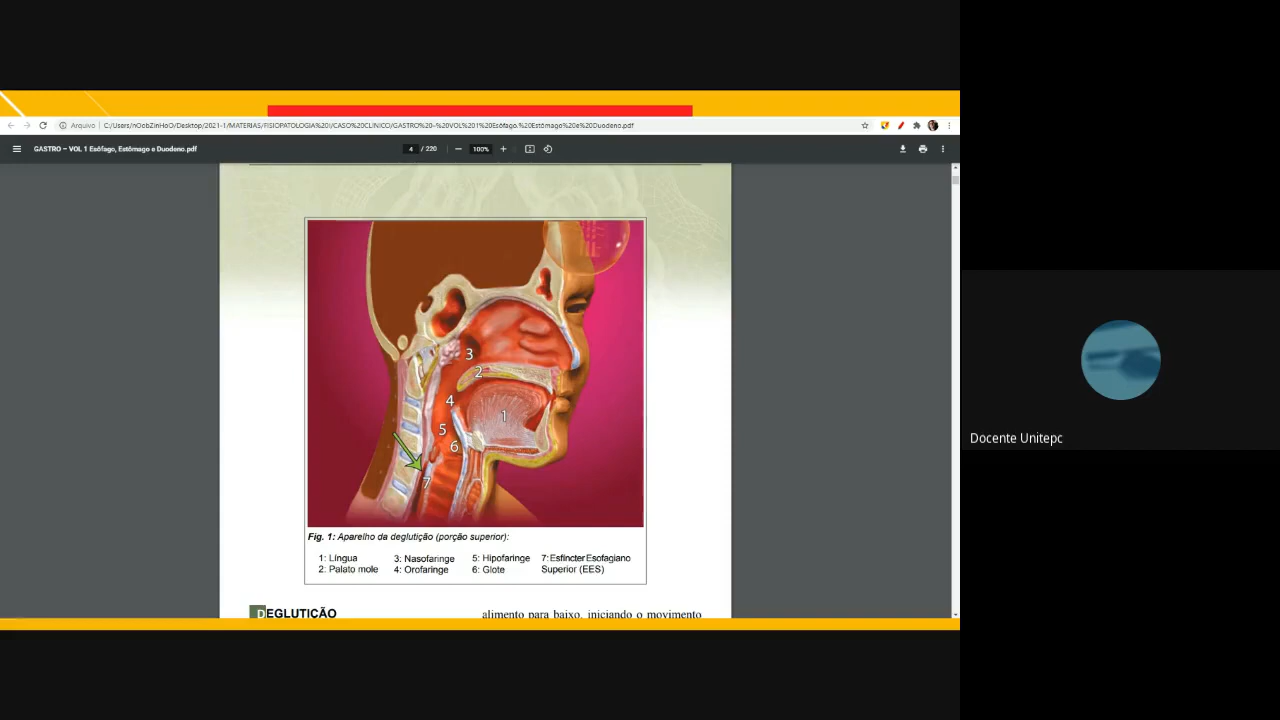 Arquivo | C:/Users/nOobZinHoO/Desktop/2021-1/MATERIAS/FISIOPATOLOGIA%20I/CASO%20CLINICO/GASTRO%20-%20VOL%201%20Esôfago,%20Estômago%20e%20Duodeno.pdf
GASTRO – VOL 1 Esôfago, Estômago e Duodeno.pdf
4 / 220
100%
3
2
4
1
5
6
7
Docente Unitepc
Fig. 1: Aparelho da deglutição (porção superior):
1: Língua 3: Nasofaringe 5: Hipofaringe 7: Esfíncter Esofagiano
2: Palato mole 4: Orofaringe 6: Glote Superior (EES)
DEGLUTIÇÃO
alimento para baixo, iniciando o movimento